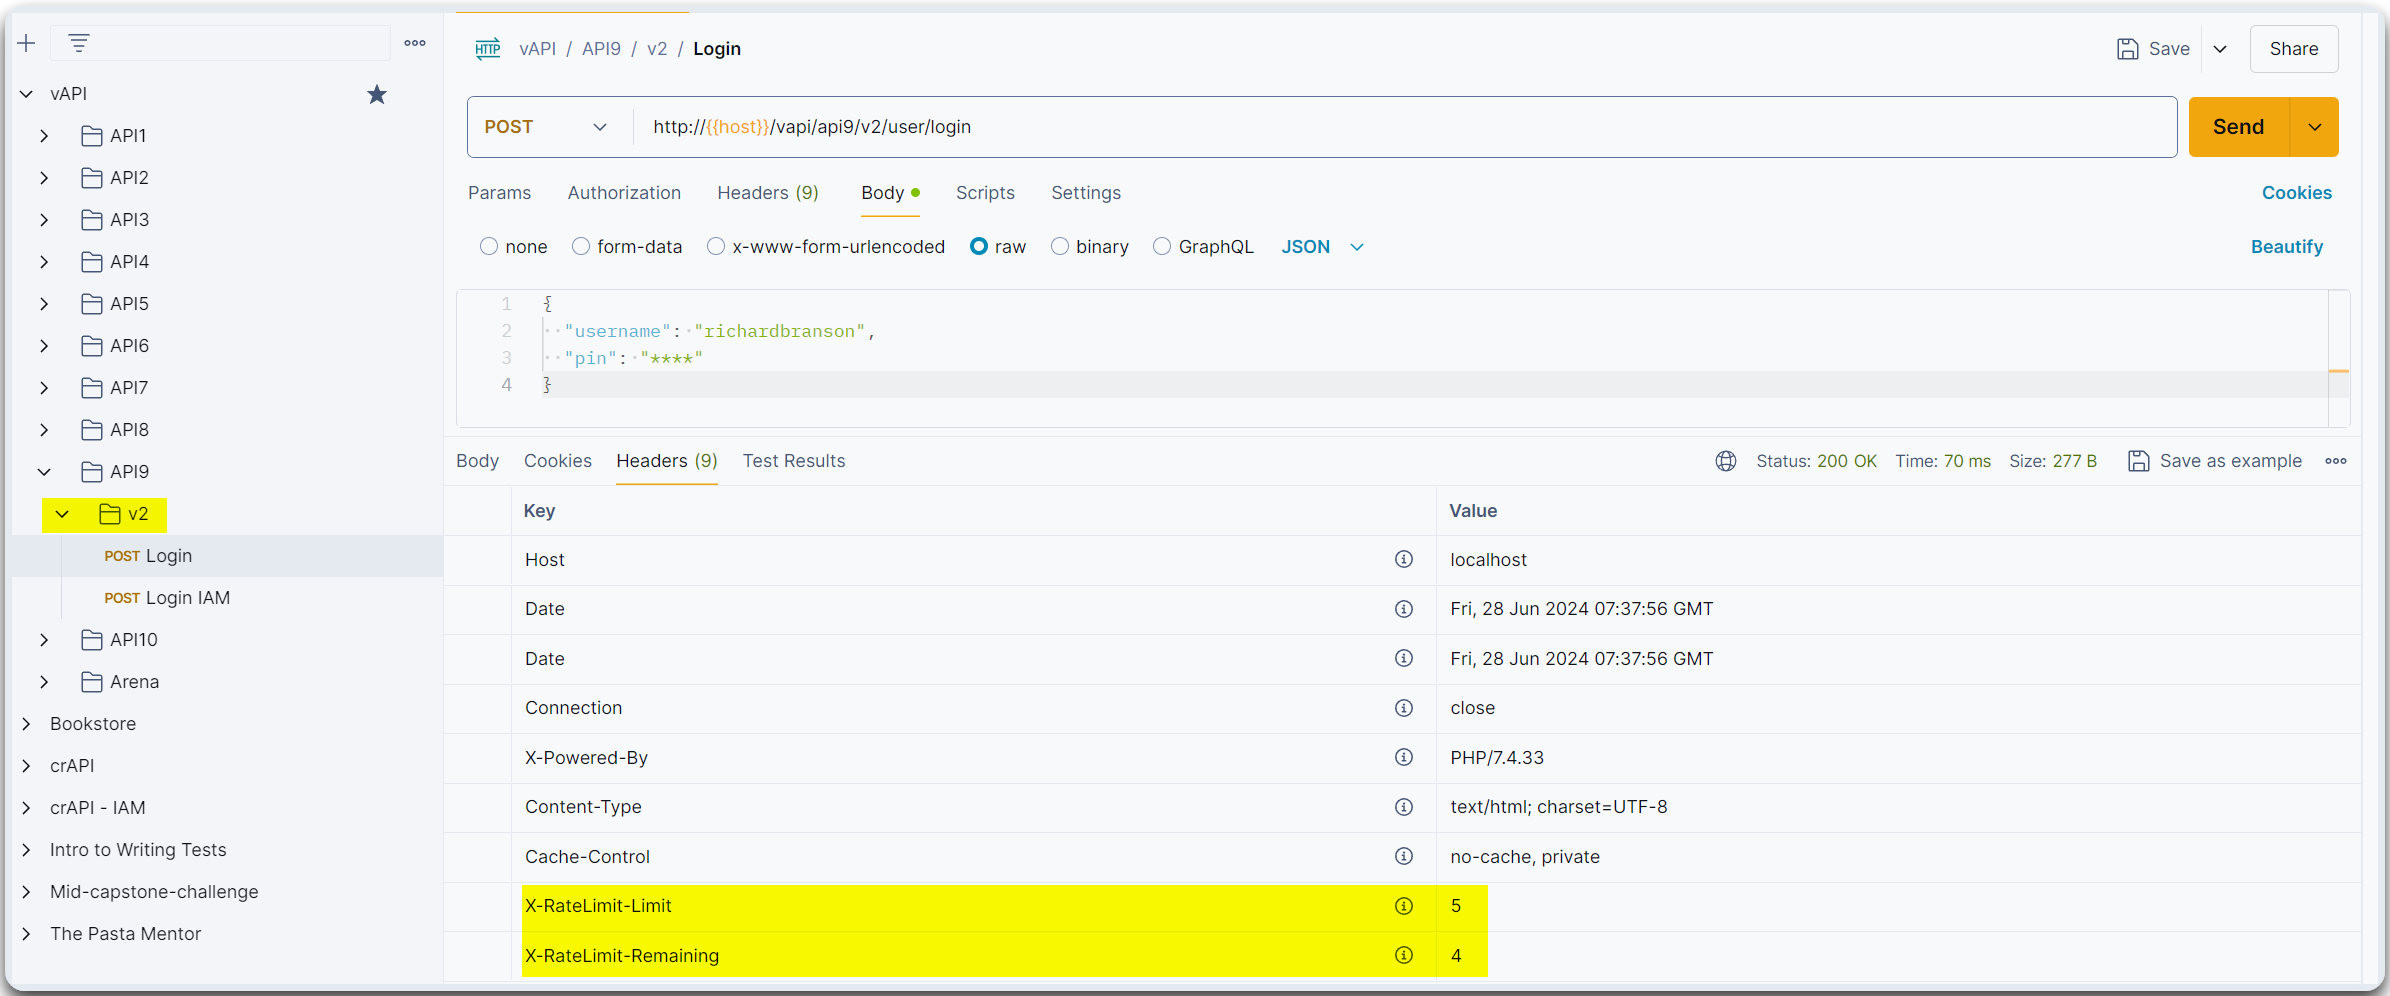 vAPI
API1
API2
API3
API4
API5
API6
API7
API8
API9
v2
POST Login
POST Login IAM
API10
Arena
Bookstore
crAPI
crAPI - IAM
Intro to Writing Tests
Mid-capstone-challenge
The Pasta Mentor
HTTP vAPI / API9 / v2 / Login
Save
Share
POST http://{{host}}/vapi/api9/v2/user/login
Send
Params Authorization Headers (9) Body Scripts Settings Cookies
none form-data x-www-form-urlencoded raw binary GraphQL JSON Beautify
1 {
2 "username": "richardbranson",
3 "pin": "****"
4 }
Body Cookies Headers (9) Test Results Status: 200 OK Time: 70 ms Size: 277 B Save as example
Key Value
Host localhost
Date Fri, 28 Jun 2024 07:37:56 GMT
Date Fri, 28 Jun 2024 07:37:56 GMT
Connection close
X-Powered-By PHP/7.4.33
Content-Type text/html; charset=UTF-8
Cache-Control no-cache, private
X-RateLimit-Limit 5
X-RateLimit-Remaining 4